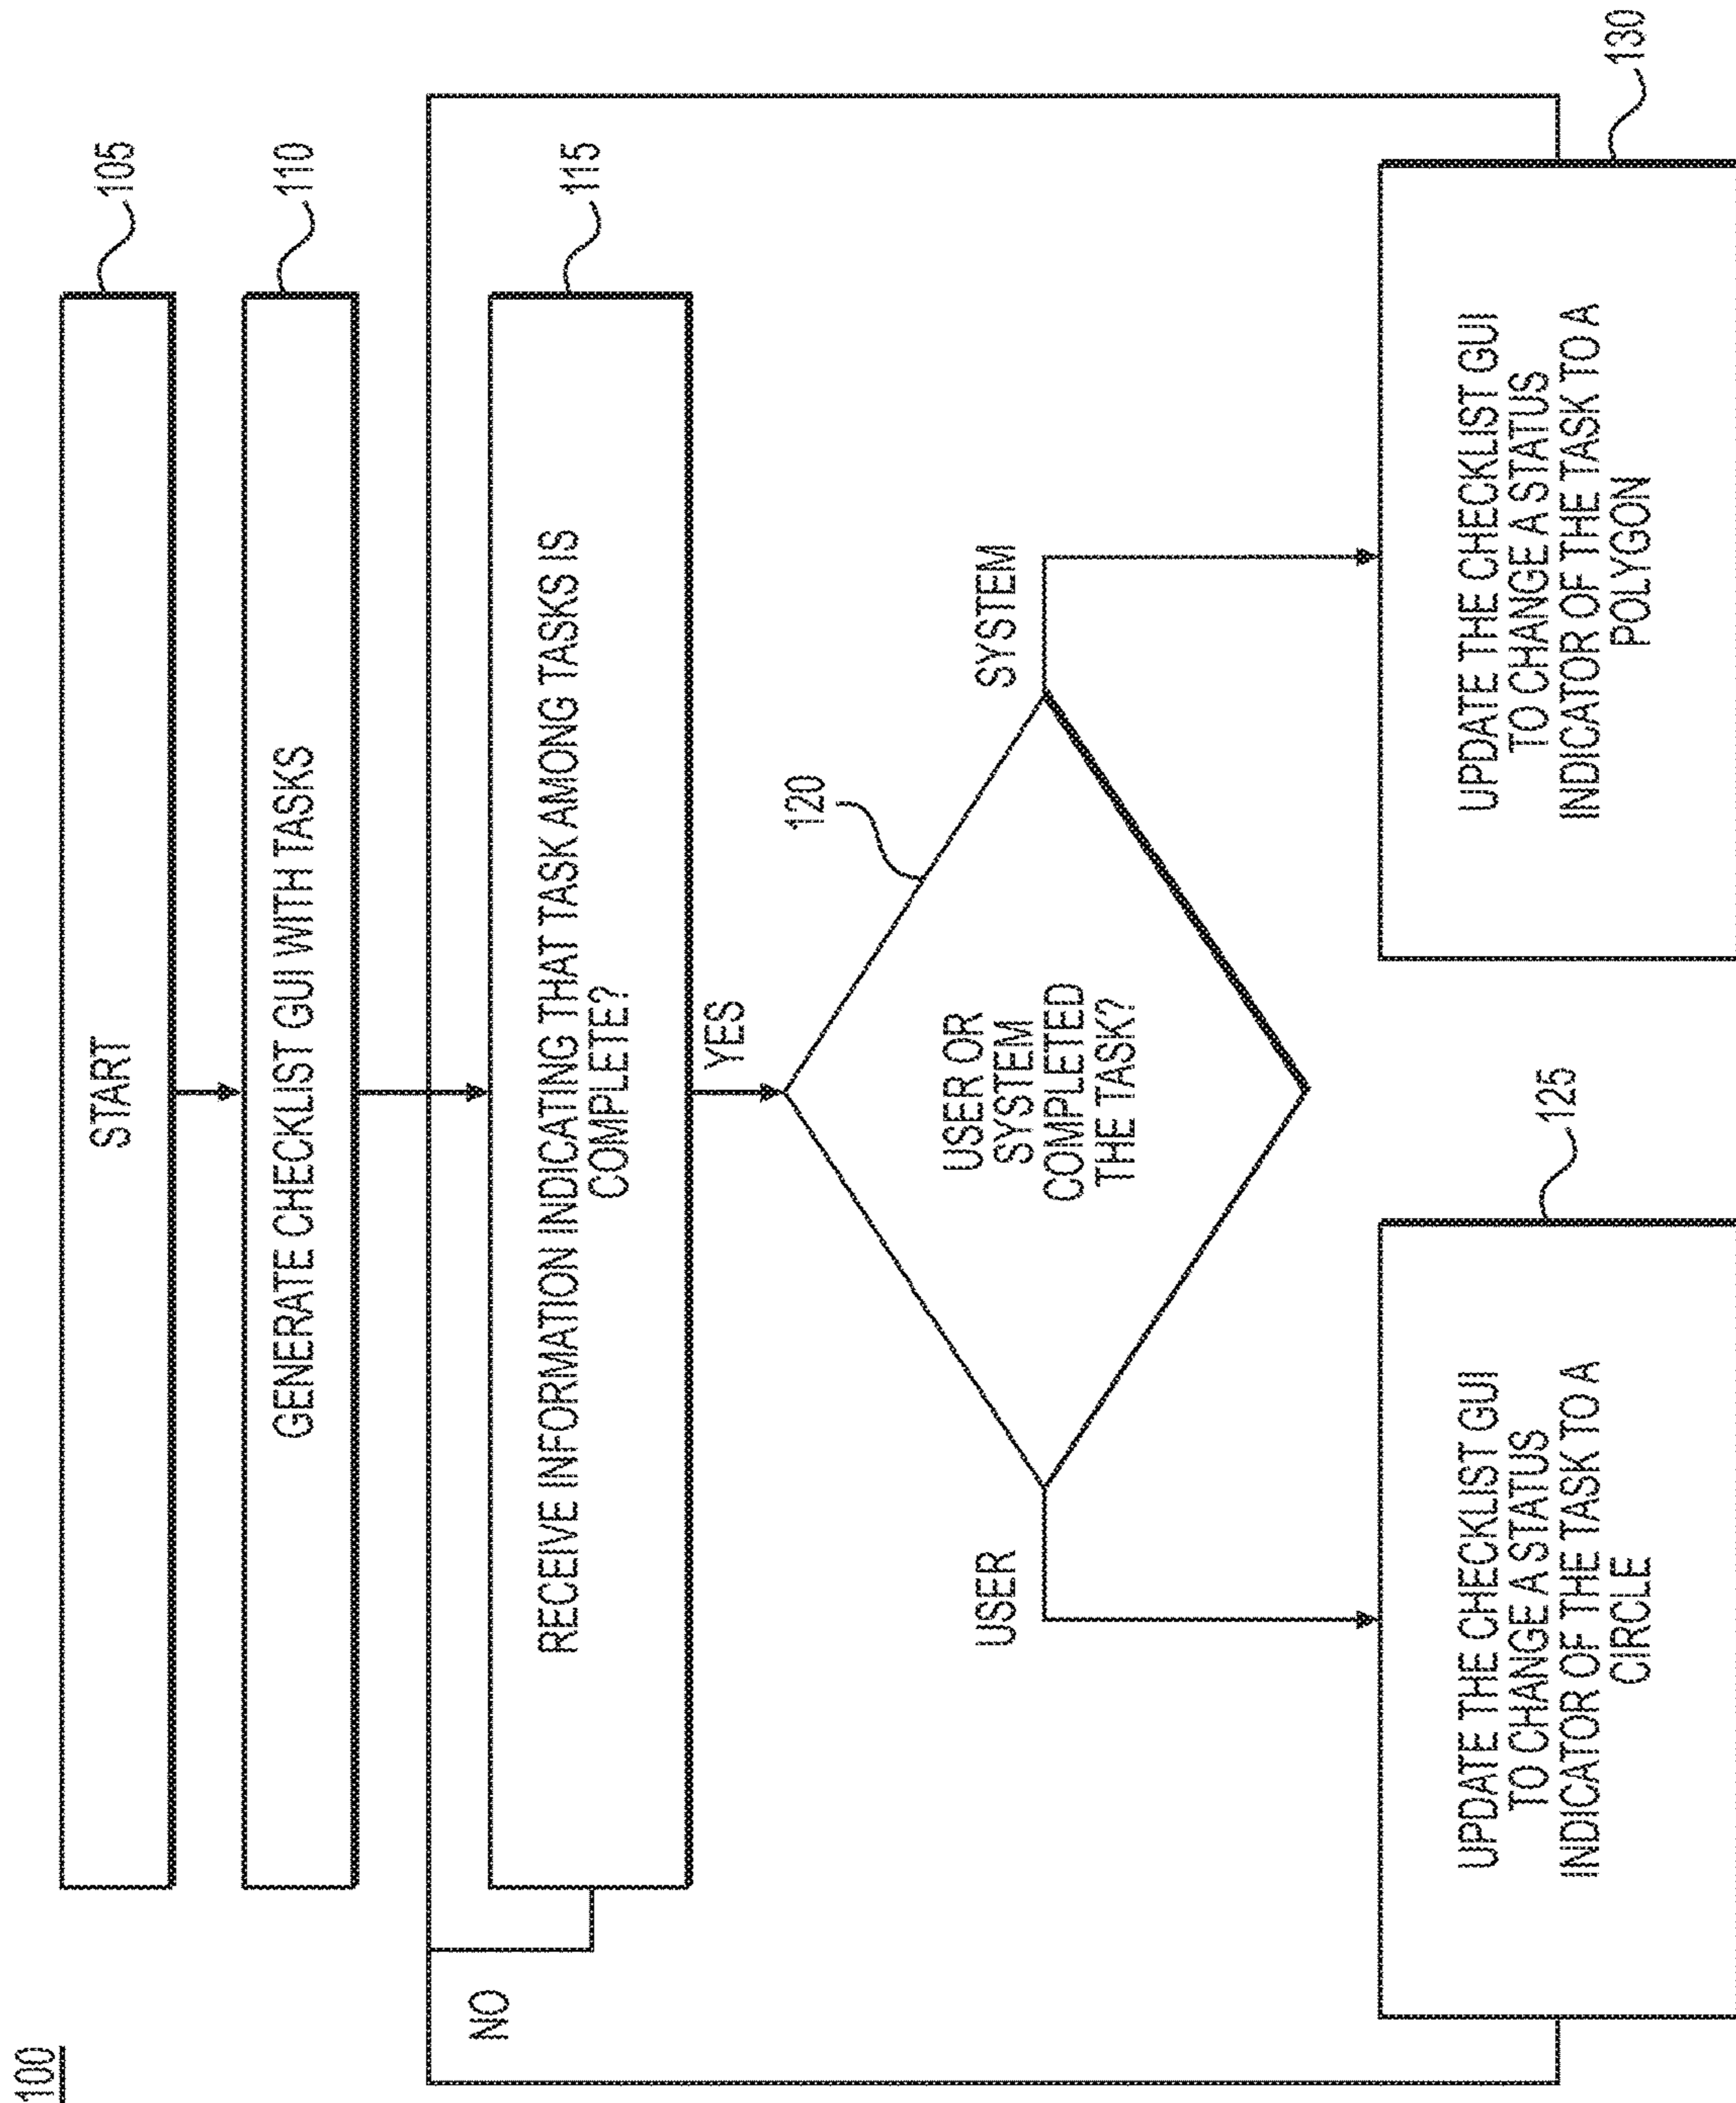 100
START
105
GENERATE CHECKLIST GUI WITH TASKS
110
RECEIVE INFORMATION INDICATING THAT TASK AMONG TASKS IS
COMPLETE?
115
NO
YES
120
USER OR
SYSTEM
COMPLETED
THE TASK?
USER
SYSTEM
UPDATE THE CHECKLIST GUI
TO CHANGE A STATUS
INDICATOR OF THE TASK TO A
CIRCLE
125
UPDATE THE CHECKLIST GUI
TO CHANGE A STATUS
INDICATOR OF THE TASK TO A
POLYGON
130